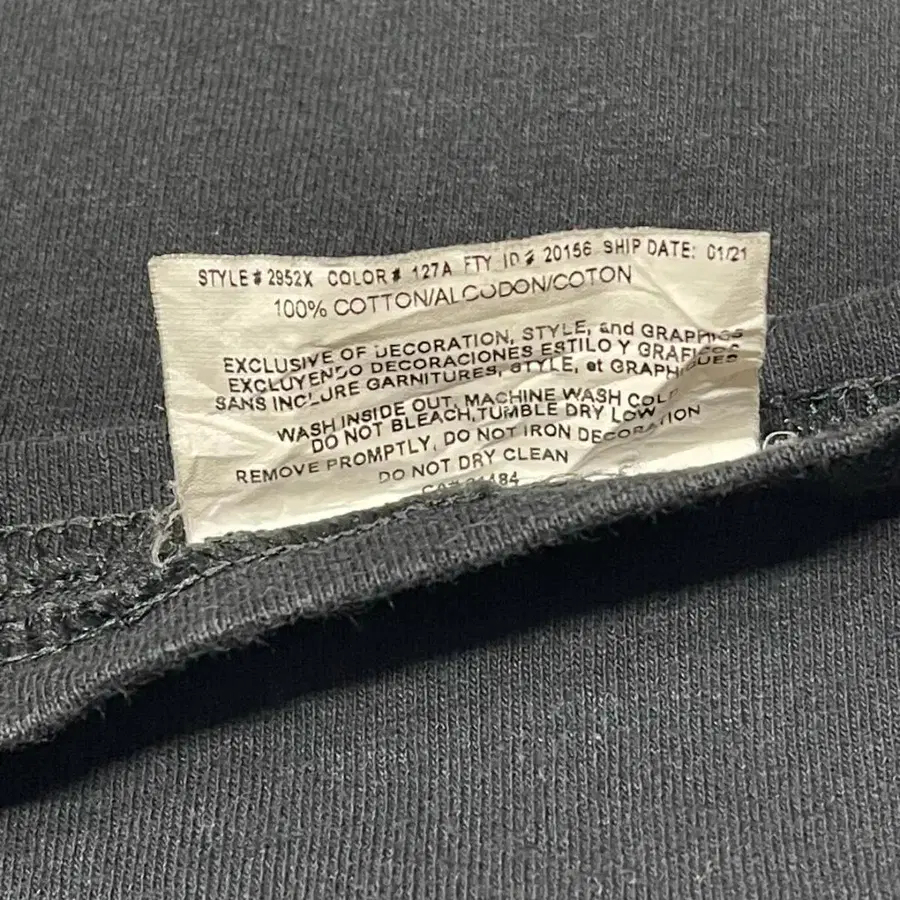 STYLE# 2952X COLOR# 127A FTY ID# 20156 SHIP DATE: 01/21
100% COTTON/ALGODON/COTON
EXCLUSIVE OF DECORATION, STYLE, and GRAPHICS
EXCLUYENDO DECORACIONES ESTILO Y GRAFICOS
SANS INCLURE GARNITURES, STYLE, et GRAPHIQUES
WASH INSIDE OUT, MACHINE WASH COLD
DO NOT BLEACH, TUMBLE DRY LOW
REMOVE PROMPTLY, DO NOT IRON DECORATION
DO NOT DRY CLEAN